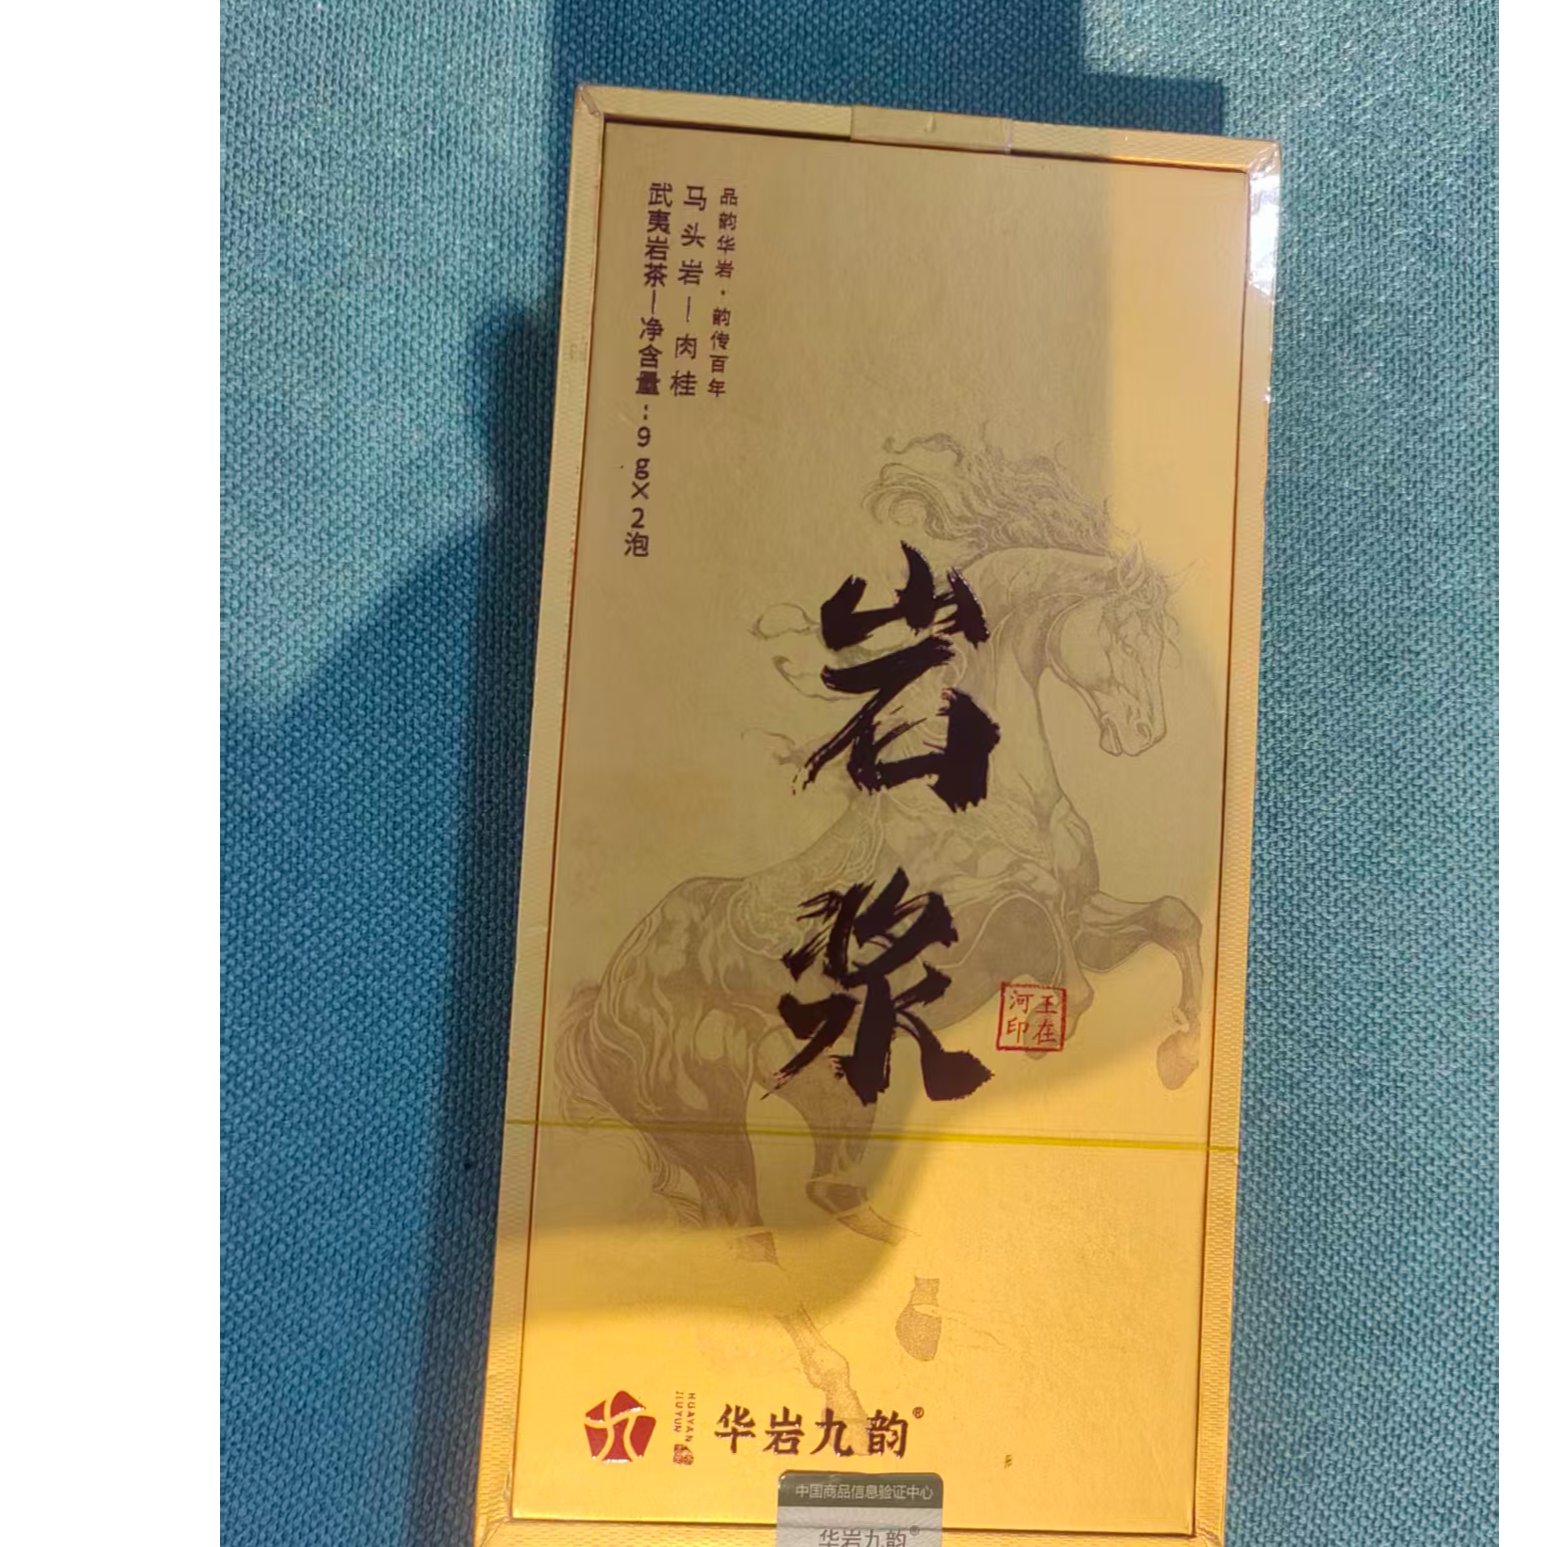 品韵华岩·韵传百年
马头岩—肉桂
武夷岩茶—净含量：9g×2泡
岩浆
王在
河印
HUAYAN
JIUYUN
华岩九韵®
中国商品信息验证中心
华岩九韵®